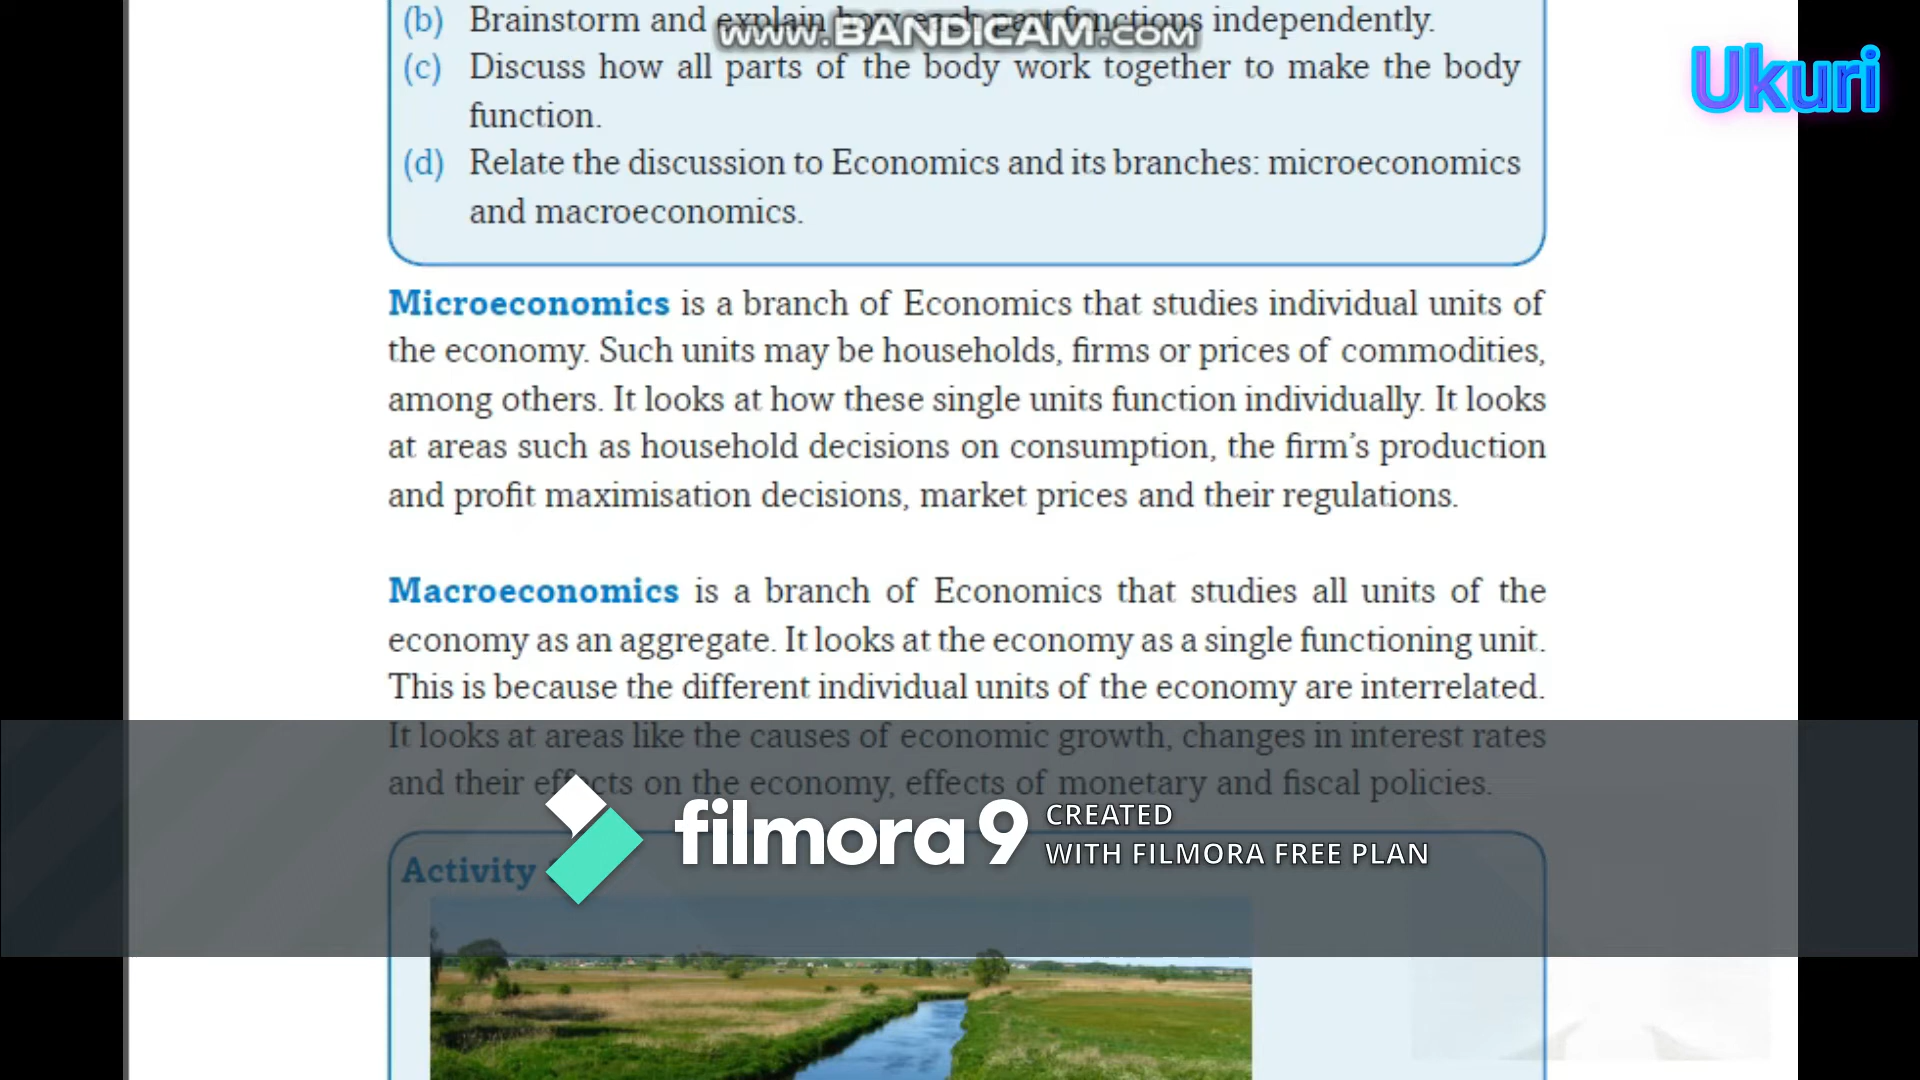 (b) Brainstorm and explain how each part functions independently.
www.BANDICAM.com
Ukuri
(c) Discuss how all parts of the body work together to make the body
function.
(d) Relate the discussion to Economics and its branches: microeconomics
and macroeconomics.
Microeconomics is a branch of Economics that studies individual units of
the economy. Such units may be households, firms or prices of commodities,
among others. It looks at how these single units function individually. It looks
at areas such as household decisions on consumption, the firm’s production
and profit maximisation decisions, market prices and their regulations.
Macroeconomics is a branch of Economics that studies all units of the
economy as an aggregate. It looks at the economy as a single functioning unit.
This is because the different individual units of the economy are interrelated.
It looks at areas like the causes of economic growth, changes in interest rates
and their effects on the economy, effects of monetary and fiscal policies.
filmora9
CREATED
WITH FILMORA FREE PLAN
Activity